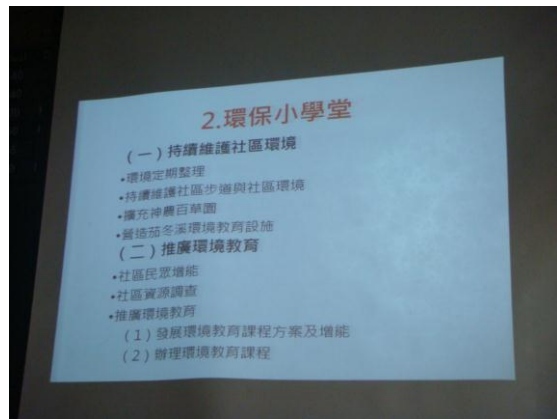 2.環保小學堂
（一）持續維護社區環境
•環境定期整理
•持續維護社區步道與社區環境
•擴充神農百草園
•營造茄冬溪環境教育設施
（二）推廣環境教育
•社區民眾增能
•社區資源調查
•推廣環境教育
（1）發展環境教育課程方案及增能
（2）辦理環境教育課程